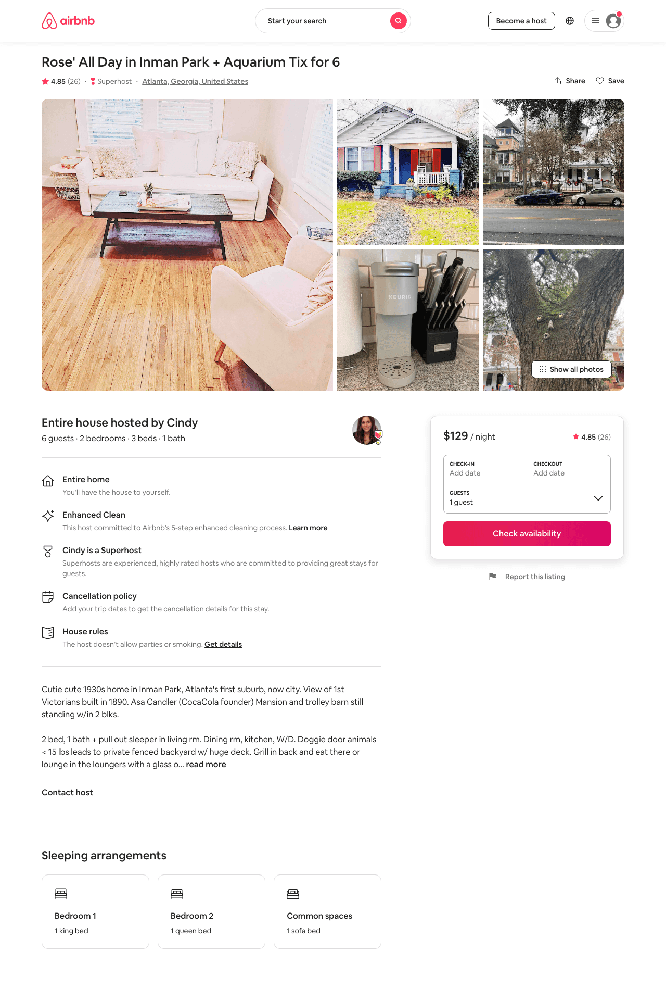 airbnb
Start your search
Become a host
Rose' All Day in Inman Park + Aquarium Tix for 6
4.85 (26) · Superhost · Atlanta, Georgia, United States
Share
Save
KEURIG
Show all photos
Entire house hosted by Cindy
6 guests · 2 bedrooms · 3 beds · 1 bath
Entire home
You'll have the house to yourself.
Enhanced Clean
This host committed to Airbnb's 5-step enhanced cleaning process. Learn more
Cindy is a Superhost
Superhosts are experienced, highly rated hosts who are committed to providing great stays for
guests.
Cancellation policy
Add your trip dates to get the cancellation details for this stay.
House rules
The host doesn't allow parties or smoking. Get details
Cutie cute 1930s home in Inman Park, Atlanta's first suburb, now city. View of 1st
Victorians built in 1890. Asa Candler (CocaCola founder) Mansion and trolley barn still
standing w/in 2 blks.
2 bed, 1 bath + pull out sleeper in living rm. Dining rm, kitchen, W/D. Doggie door animals
< 15 lbs leads to private fenced backyard w/ huge deck. Grill in back and eat there or
lounge in the loungers with a glass o... read more
Contact host
Sleeping arrangements
Bedroom 1
1 king bed
Bedroom 2
1 queen bed
Common spaces
1 sofa bed
$129 / night
4.85 (26)
CHECK-IN
Add date
CHECKOUT
Add date
GUESTS
1 guest
Check availability
Report this listing